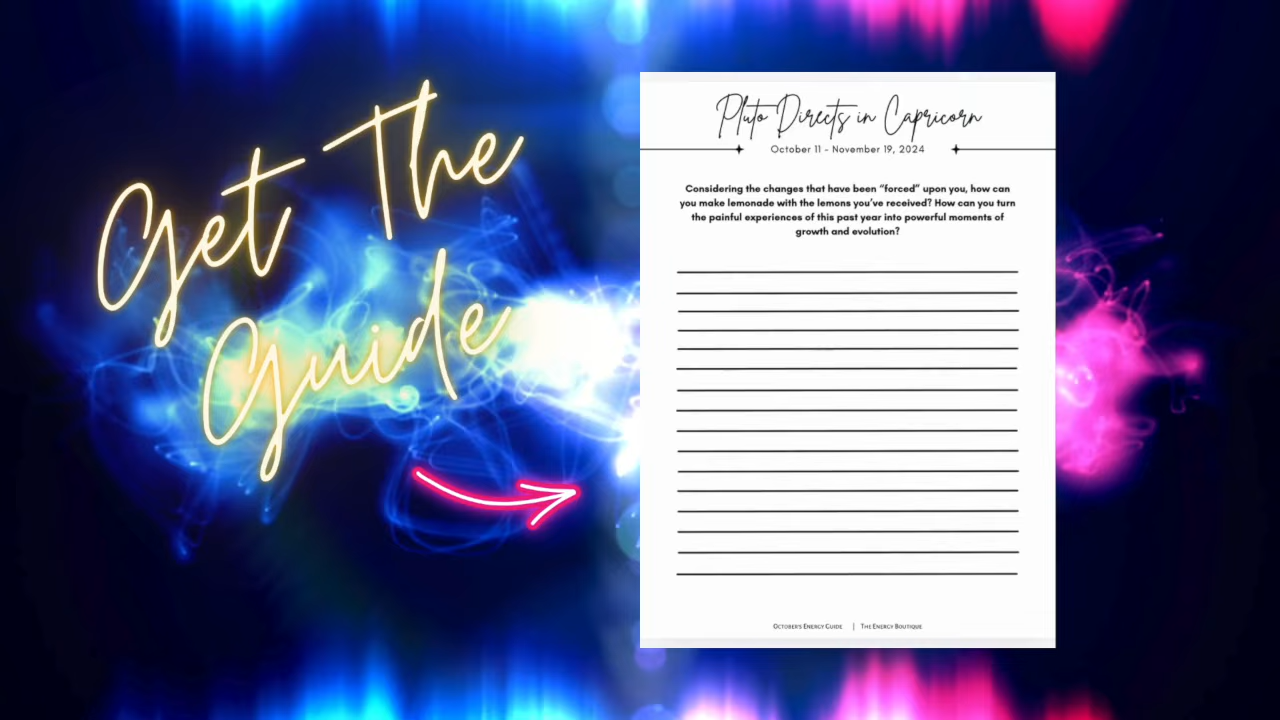 Get The
Guide
Pluto Directs in Capricorn
October 11 - November 19, 2024
Considering the changes that have been “forced” upon you, how can
you make lemonade with the lemons you’ve received? How can you turn
the painful experiences of this past year into powerful moments of
growth and evolution?
October's Energy Guide | The Energy Boutique